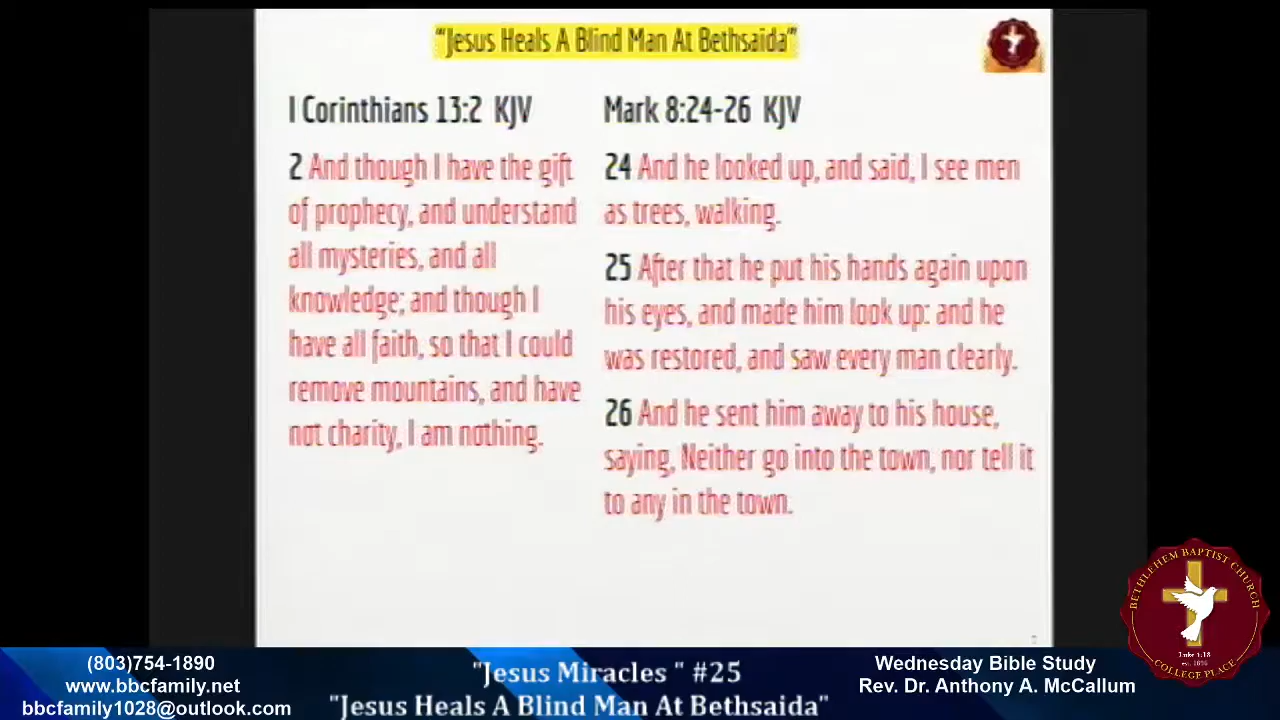 "Jesus Heals A Blind Man At Bethsaida"
I Corinthians 13:2 KJV
2 And though I have the gift
of prophecy, and understand
all mysteries, and all
knowledge; and though I
have all faith, so that I could
remove mountains, and have
not charity, I am nothing.
Mark 8:24-26 KJV
24 And he looked up, and said, I see men
as trees, walking.
25 After that he put his hands again upon
his eyes, and made him look up: and he
was restored, and saw every man clearly.
26 And he sent him away to his house,
saying, Neither go into the town, nor tell it
to any in the town.
BETHLEHEM BAPTIST CHURCH
Luke 4:18
COLLEGE PLACE
(803)754-1890
www.bbcfamily.net
bbcfamily1028@outlook.com
"Jesus Miracles " #25
"Jesus Heals A Blind Man At Bethsaida"
Wednesday Bible Study
Rev. Dr. Anthony A. McCallum